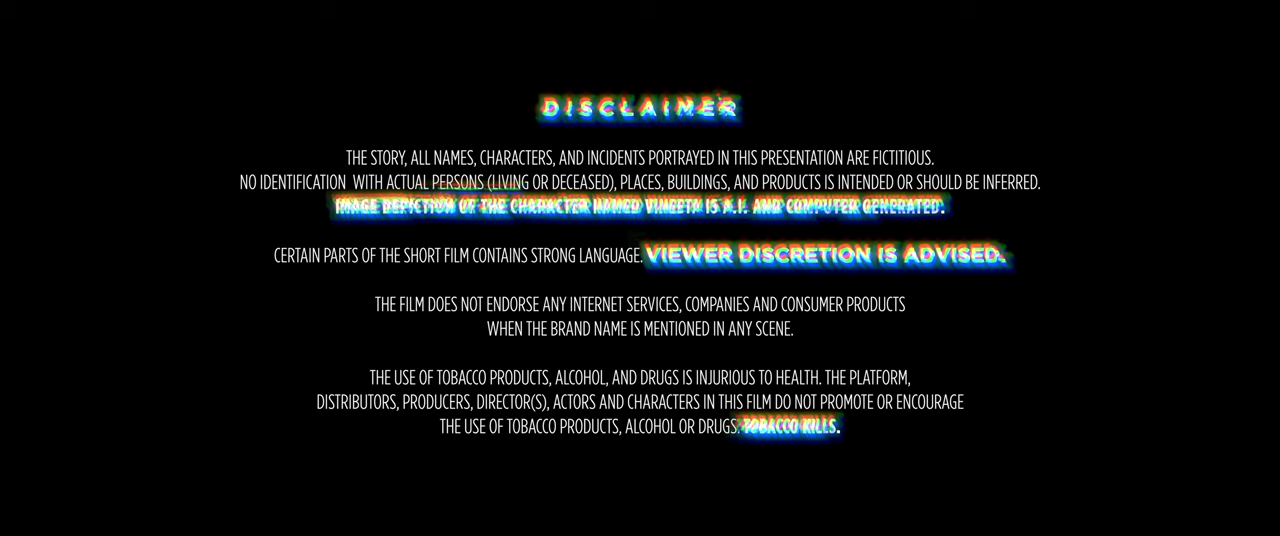 DISCLAIMER
THE STORY, ALL NAMES, CHARACTERS, AND INCIDENTS PORTRAYED IN THIS PRESENTATION ARE FICTITIOUS.
NO IDENTIFICATION WITH ACTUAL PERSONS (LIVING OR DECEASED), PLACES, BUILDINGS, AND PRODUCTS IS INTENDED OR SHOULD BE INFERRED.
IMAGE DEPICTION OF THE CHARACTER NAMED VINEETA IS A.I. AND COMPUTER GENERATED.
CERTAIN PARTS OF THE SHORT FILM CONTAINS STRONG LANGUAGE. VIEWER DISCRETION IS ADVISED.
THE FILM DOES NOT ENDORSE ANY INTERNET SERVICES, COMPANIES AND CONSUMER PRODUCTS
WHEN THE BRAND NAME IS MENTIONED IN ANY SCENE.
THE USE OF TOBACCO PRODUCTS, ALCOHOL, AND DRUGS IS INJURIOUS TO HEALTH. THE PLATFORM,
DISTRIBUTORS, PRODUCERS, DIRECTOR(S), ACTORS AND CHARACTERS IN THIS FILM DO NOT PROMOTE OR ENCOURAGE
THE USE OF TOBACCO PRODUCTS, ALCOHOL OR DRUGS. TOBACCO KILLS.